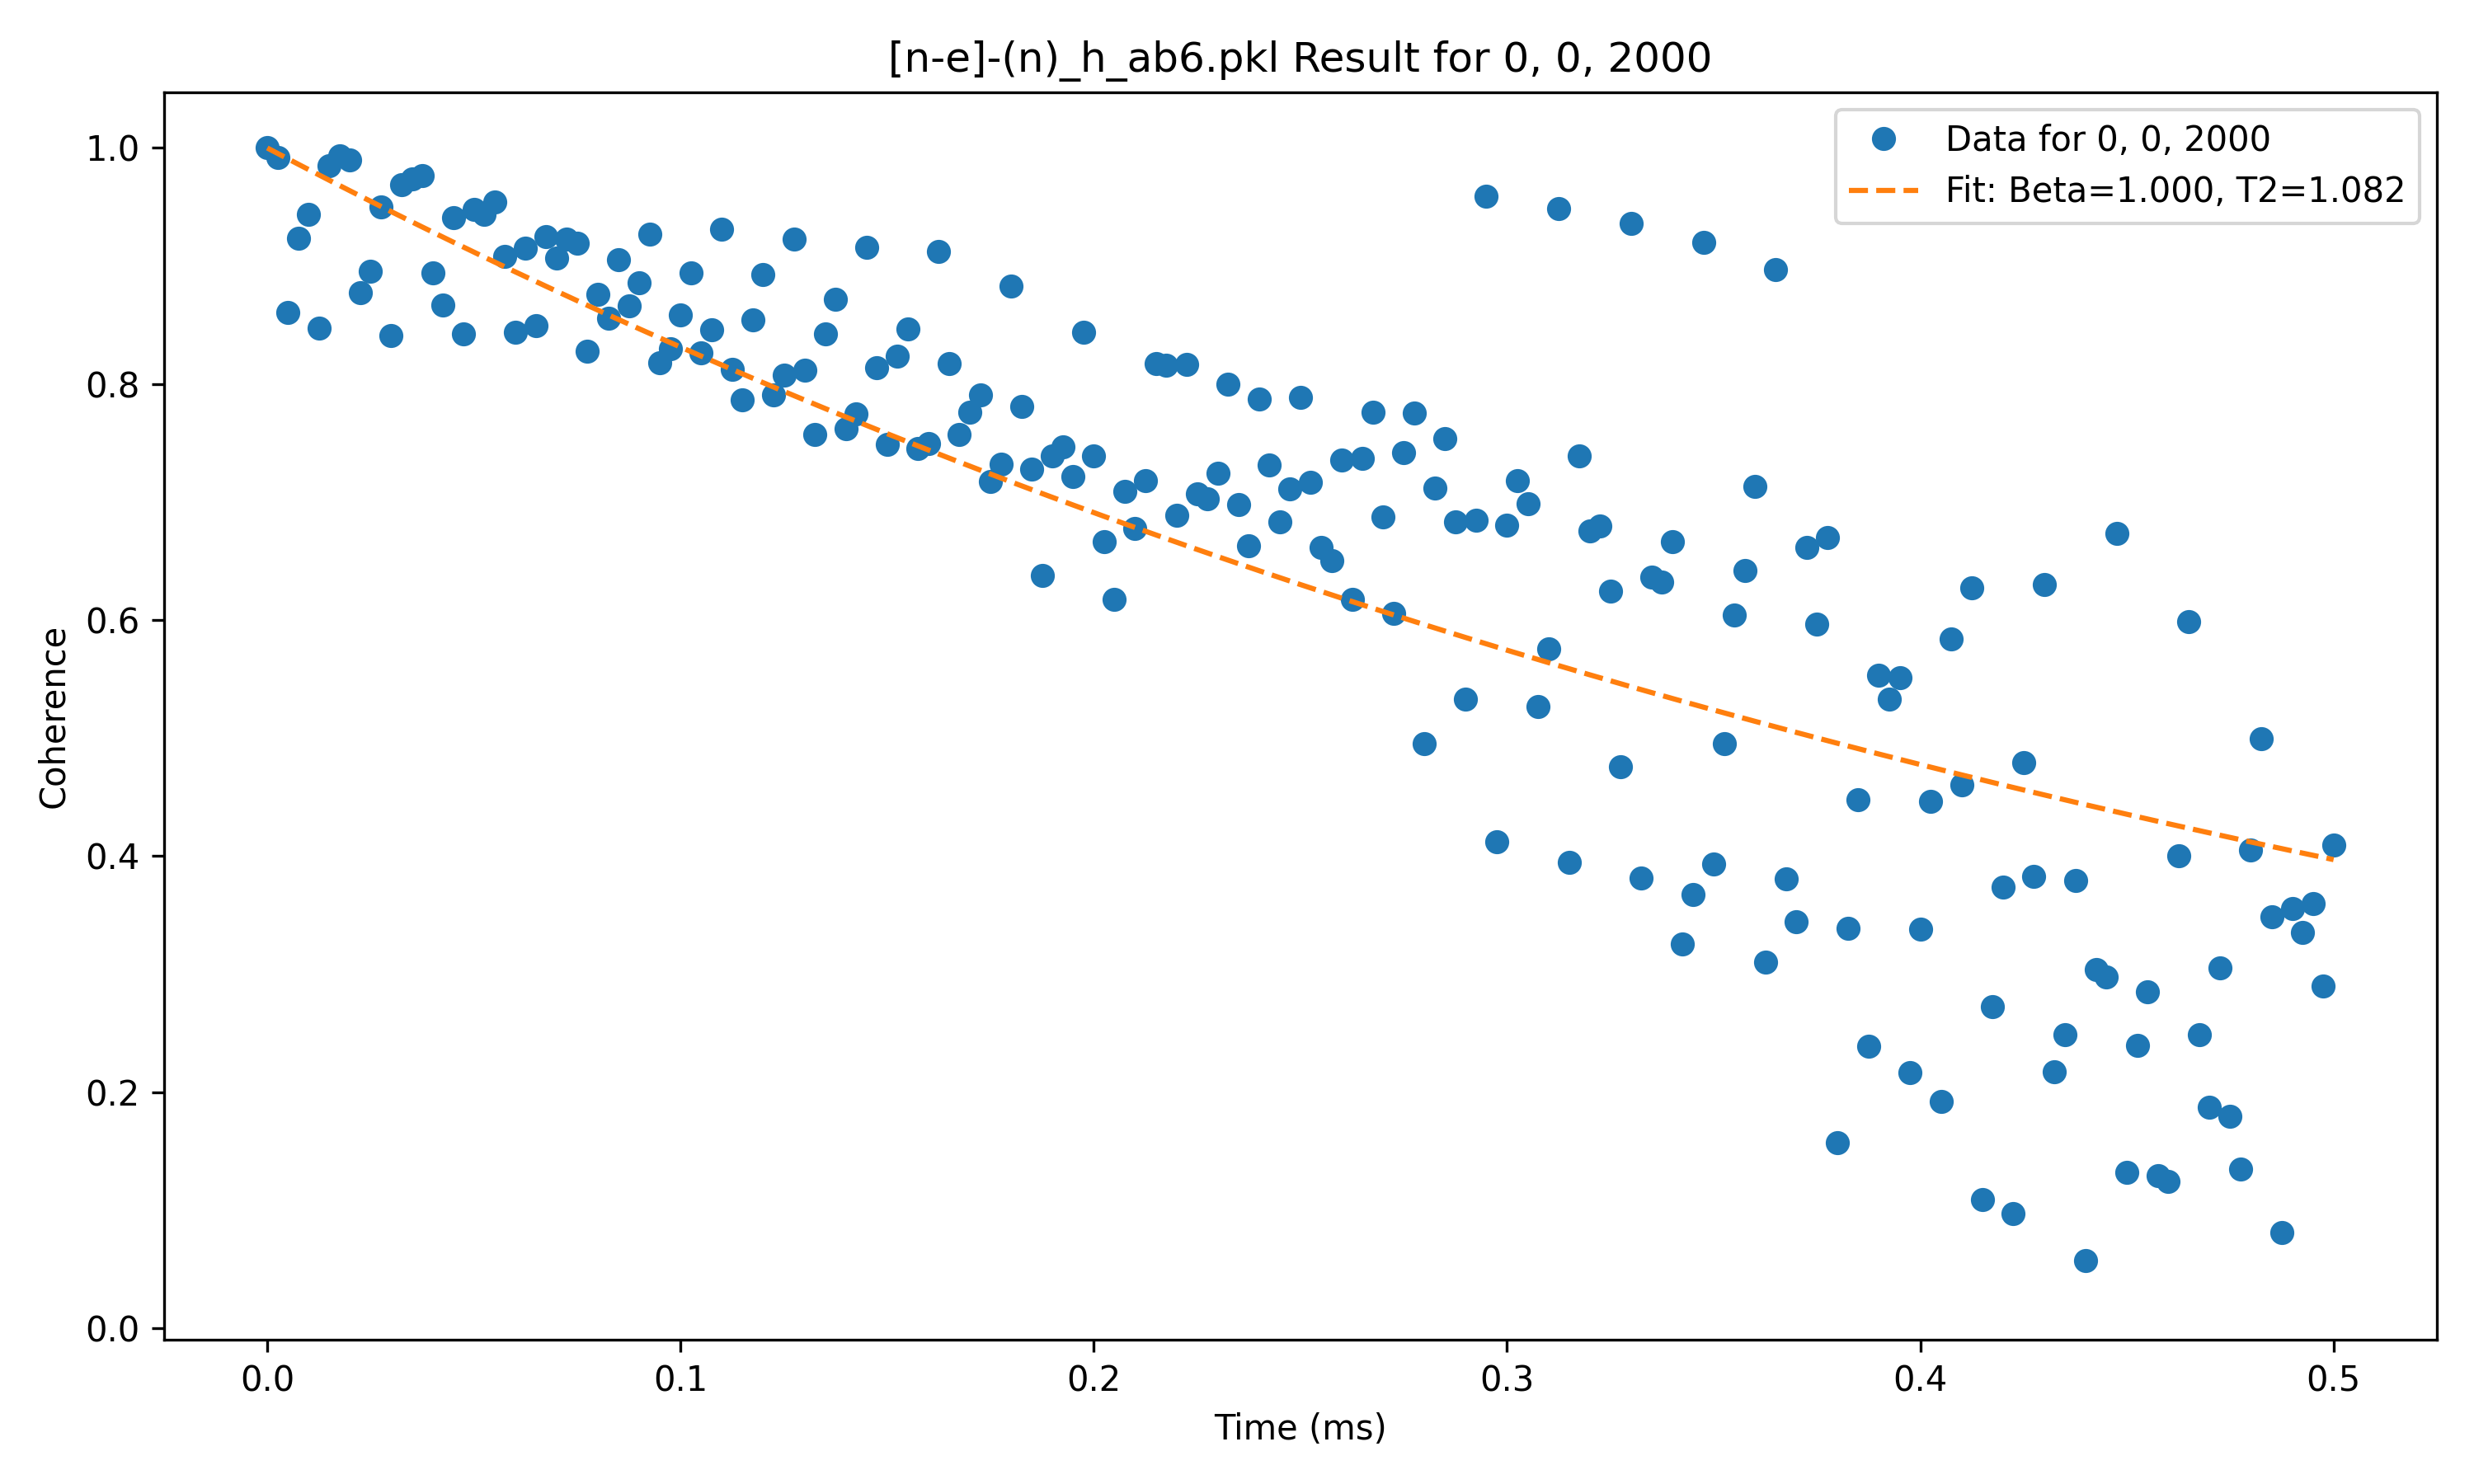 [n-e]-(n)_h_ab6.pkl Result for 0, 0, 2000
Data for 0, 0, 2000
Fit: Beta=1.000, T2=1.082
Coherence
1.0
0.8
0.6
0.4
0.2
0.0
0.0 0.1 0.2 0.3 0.4 0.5
Time (ms)